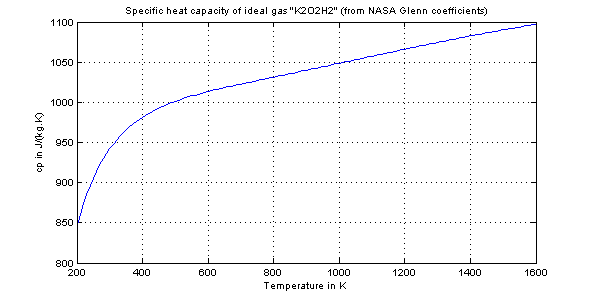 Specific heat capacity of ideal gas "K2O2H2" (from NASA Glenn coefficients)
1100
1050
1000
950
900
850
800
cp in J/(kg.K)
200 400 600 800 1000 1200 1400 1600
Temperature in K